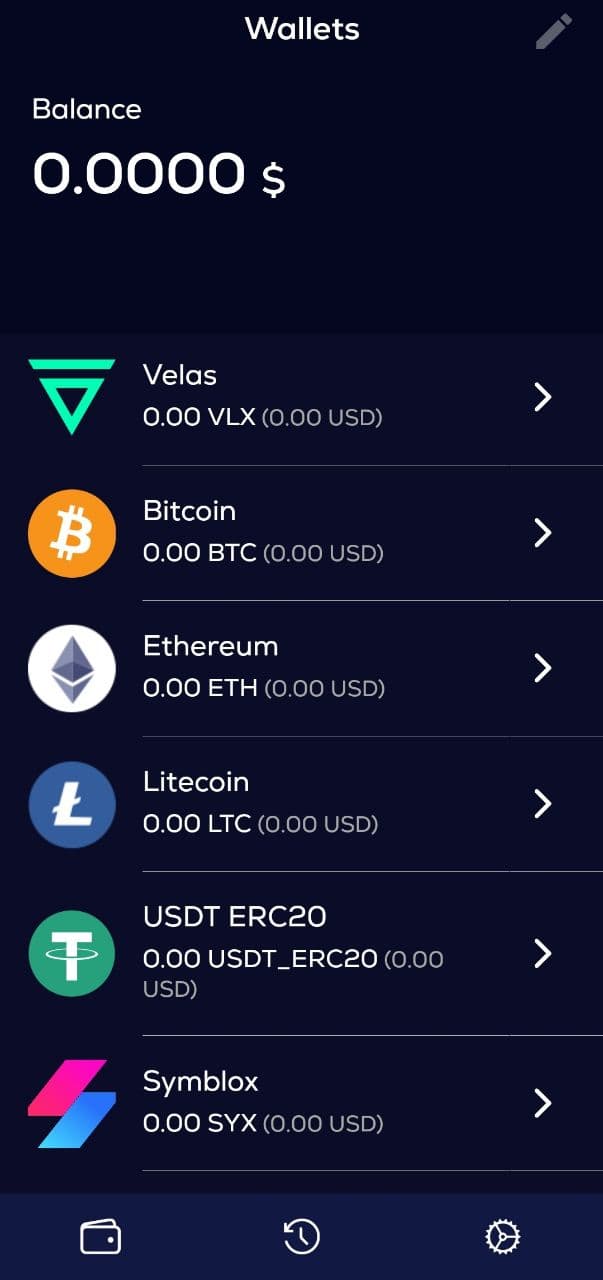 Wallets
Balance
0.0000 $
Velas
0.00 VLX (0.00 USD)
Bitcoin
0.00 BTC (0.00 USD)
Ethereum
0.00 ETH (0.00 USD)
Litecoin
0.00 LTC (0.00 USD)
USDT ERC20
0.00 USDT_ERC20 (0.00
USD)
Symblox
0.00 SYX (0.00 USD)